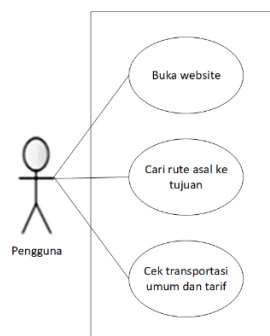 Buka website
Cari rute asal ke
tujuan
Pengguna
Cek transportasi
umum dan tarif